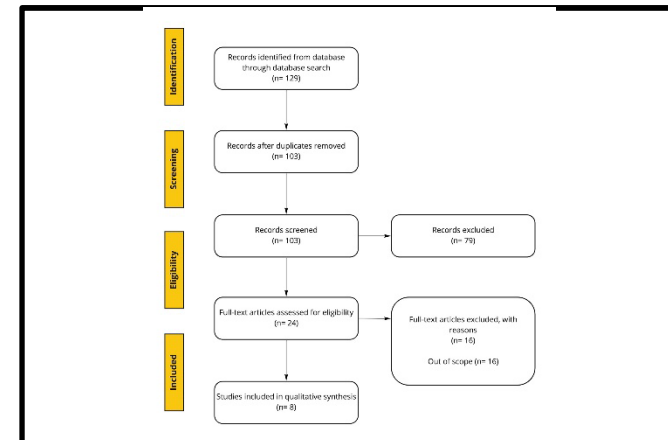 Identification
Records identified from database
through database search
(n= 129)
Screening
Records after duplicates removed
(n= 103)
Records screened
(n= 103)
Records excluded
(n= 79)
Eligibility
Full-text articles assessed for eligibility
(n= 24)
Full-text articles excluded, with
reasons
(n= 16)
Out of scope (n= 16)
Included
Studies included in qualitative synthesis
(n= 8)